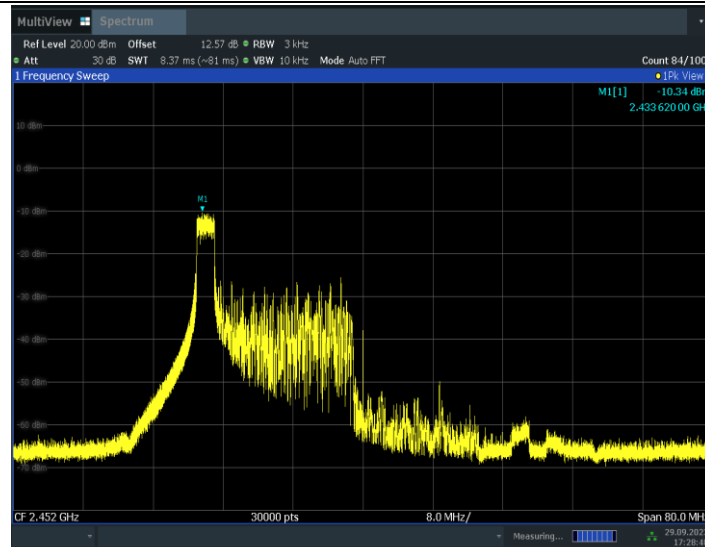 MultiView Spectrum
Ref Level 20.00 dBm Offset 12.57 dB RBW 3 kHz
Att 30 dB SWT 8.37 ms (~81 ms) VBW 10 kHz Mode Auto FFT Count 84/100
1 Frequency Sweep 1Pk View
M1[1] -10.34 dBr
2.433 620 00 GH
10 dBm
0 dBm
M1
-10 dBm
-20 dBm
-30 dBm
-40 dBm
-50 dBm
-60 dBm
-70 dBm
CF 2.452 GHz 30000 pts 8.0 MHz/ Span 80.0 MH
Measuring... 29.09.202
17:28:4